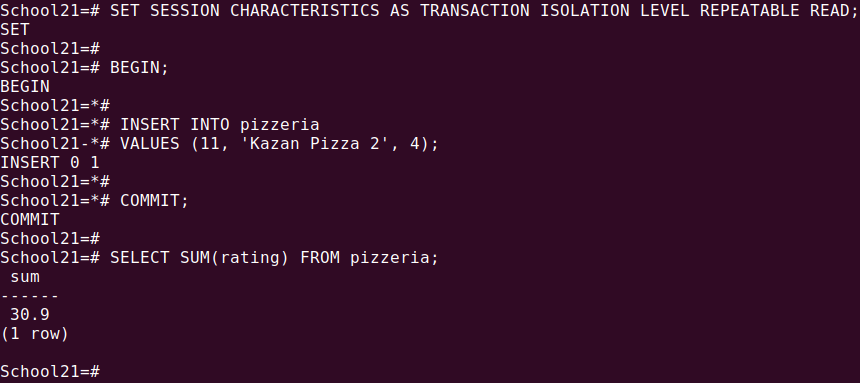 School21=# SET SESSION CHARACTERISTICS AS TRANSACTION ISOLATION LEVEL REPEATABLE READ;
SET
School21=#
School21=# BEGIN;
BEGIN
School21=*#
School21=*# INSERT INTO pizzeria
School21-*# VALUES (11, 'Kazan Pizza 2', 4);
INSERT 0 1
School21=*#
School21=*# COMMIT;
COMMIT
School21=#
School21=# SELECT SUM(rating) FROM pizzeria;
 sum
------
 30.9
(1 row)

School21=#